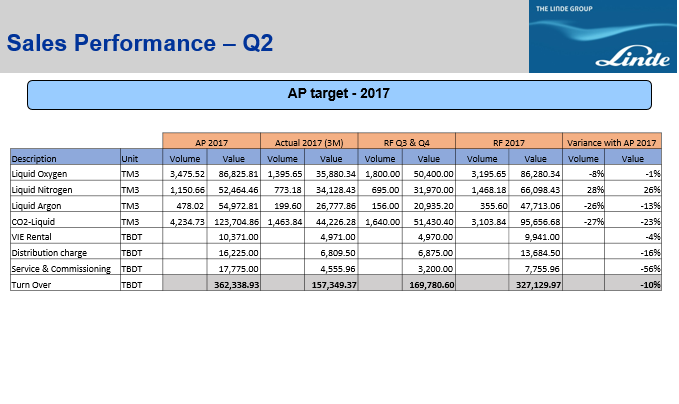 THE LINDE GROUP
Sales Performance – Q2
Linde
AP target - 2017
AP 2017 Actual 2017 (3M) RF Q3 & Q4 RF 2017 Variance with AP 2017
Description Unit Volume Value Volume Value Volume Value Volume Value Volume Value
Liquid Oxygen TM3 3,475.52 86,825.81 1,395.65 35,880.34 1,800.00 50,400.00 3,195.65 86,280.34 -8% -1%
Liquid Nitrogen TM3 1,150.66 52,464.46 773.18 34,128.43 695.00 31,970.00 1,468.18 66,098.43 28% 26%
Liquid Argon TM3 478.02 54,972.81 199.60 26,777.86 156.00 20,935.20 355.60 47,713.06 -26% -13%
CO2-Liquid TM3 4,234.73 123,704.86 1,463.84 44,226.28 1,640.00 51,430.40 3,103.84 95,656.68 -27% -23%
VIE Rental TBDT 10,371.00 4,971.00 4,970.00 9,941.00 -4%
Distribution charge TBDT 16,225.00 6,809.50 6,875.00 13,684.50 -16%
Service & Commissioning TBDT 17,775.00 4,555.96 3,200.00 7,755.96 -56%
Turn Over TBDT 362,338.93 157,349.37 169,780.60 327,129.97 -10%